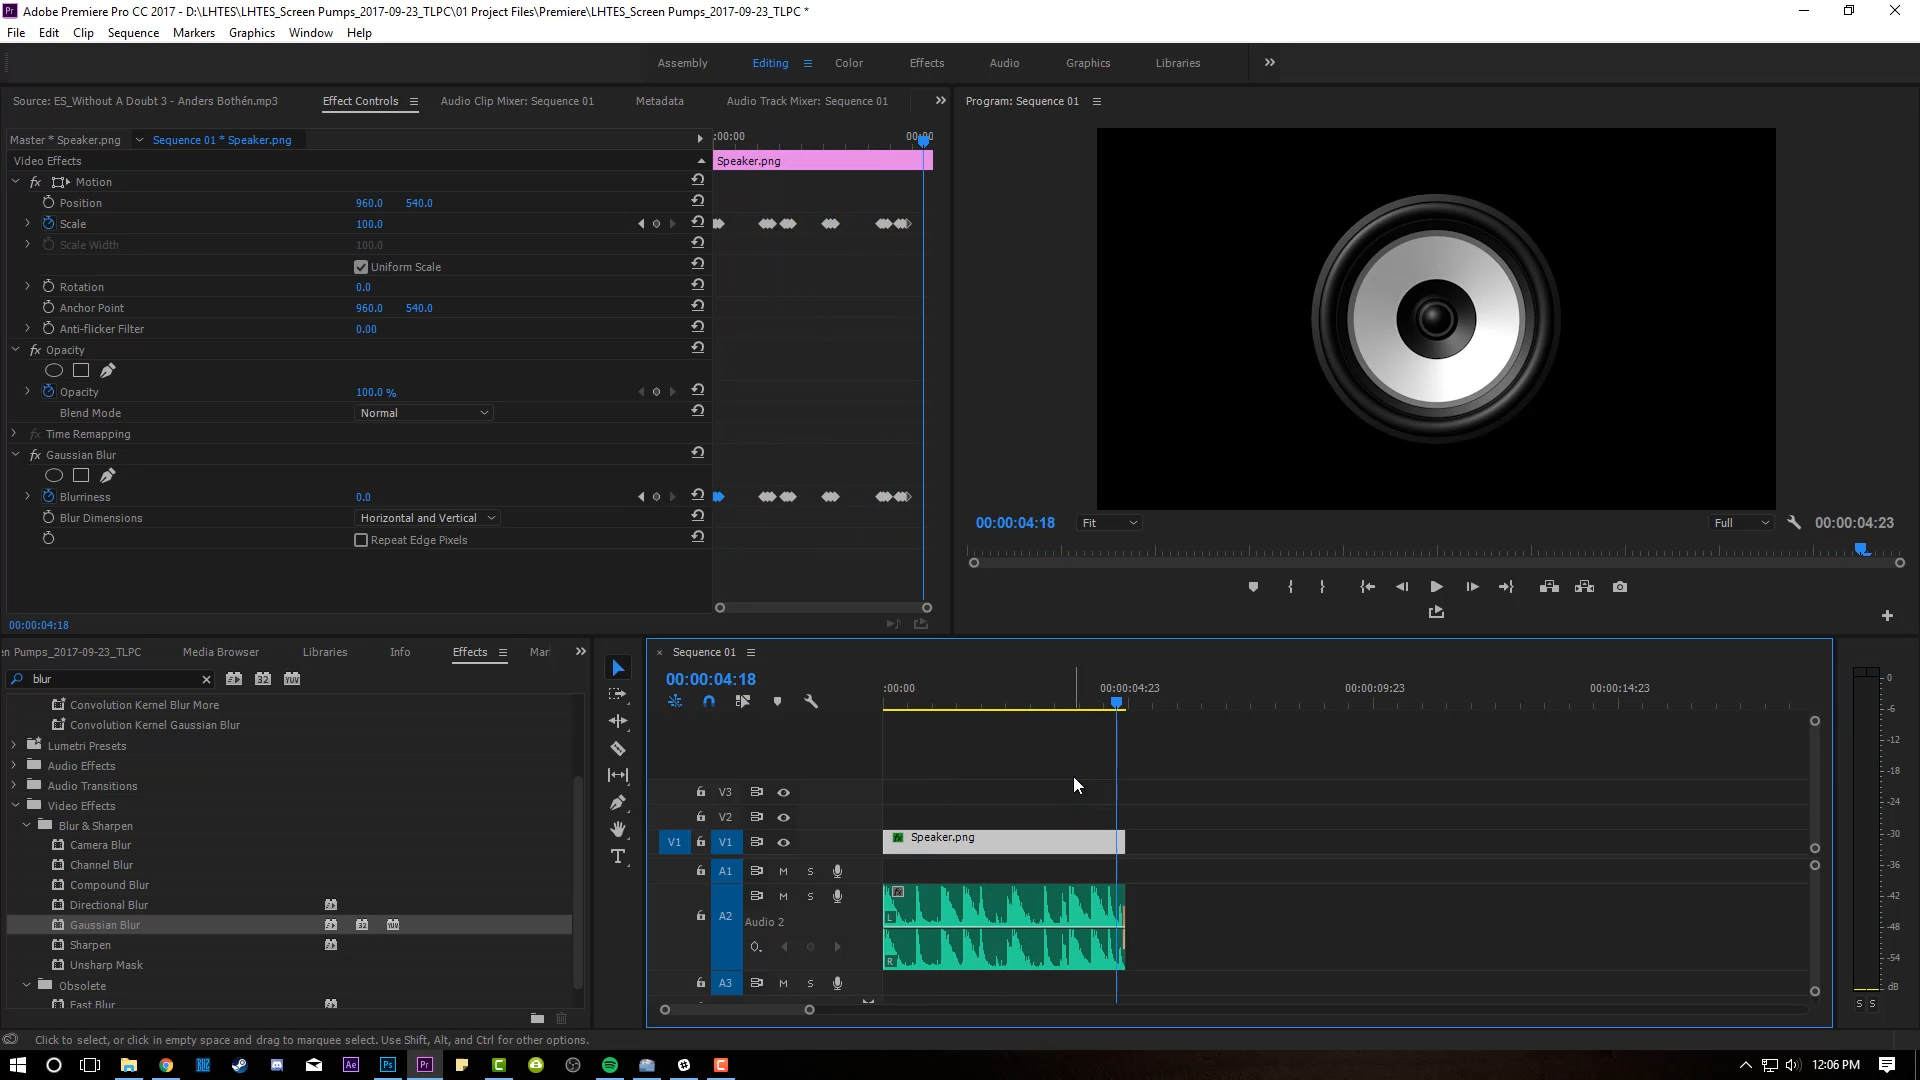 Adobe Premiere Pro CC 2017 - D:\LHTES\LHTES_Screen Pumps_2017-09-23_TLPC\01 Project Files\Premiere\LHTES_Screen Pumps_2017-09-23_TLPC *
File Edit Clip Sequence Markers Graphics Window Help
Assembly Editing Color Effects Audio Graphics Libraries
Source: ES_Without A Doubt 3 - Anders Bothén.mp3 Effect Controls Audio Clip Mixer: Sequence 01 Metadata Audio Track Mixer: Sequence 01
Program: Sequence 01
Master * Speaker.png Sequence 01 * Speaker.png
:00:00 00:00
Video Effects
Speaker.png
fx Motion
Position 960.0 540.0
Scale 100.0
Scale Width 100.0
Uniform Scale
Rotation 0.0
Anchor Point 960.0 540.0
Anti-flicker Filter 0.00
fx Opacity
Opacity 100.0 %
Blend Mode Normal
fx Time Remapping
fx Gaussian Blur
Blurriness 0.0
Blur Dimensions Horizontal and Vertical
Repeat Edge Pixels
00:00:04:18
00:00:04:18 Fit Full 00:00:04:23
en Pumps_2017-09-23_TLPC Media Browser Libraries Info Effects Mar
blur
32 YUV
Convolution Kernel Blur More
Convolution Kernel Gaussian Blur
Lumetri Presets
Audio Effects
Audio Transitions
Video Effects
Blur & Sharpen
Camera Blur
Channel Blur
Compound Blur
Directional Blur
Gaussian Blur 32 YUV
Sharpen
Unsharp Mask
Obsolete
Fast Blur
Sequence 01
00:00:04:18
:00:00 00:00:04:23 00:00:09:23 00:00:14:23
V3
V2
V1 V1 fx Speaker.png
A1 M S
A2 M S
Audio 2
fx
L
R
A3 M S
0
-6
-12
-18
-24
-30
-36
-42
-48
-54
dB
S S
Click to select, or click in empty space and drag to marquee select. Use Shift, Alt, and Ctrl for other options.
Ae Ps Pr C C
12:06 PM